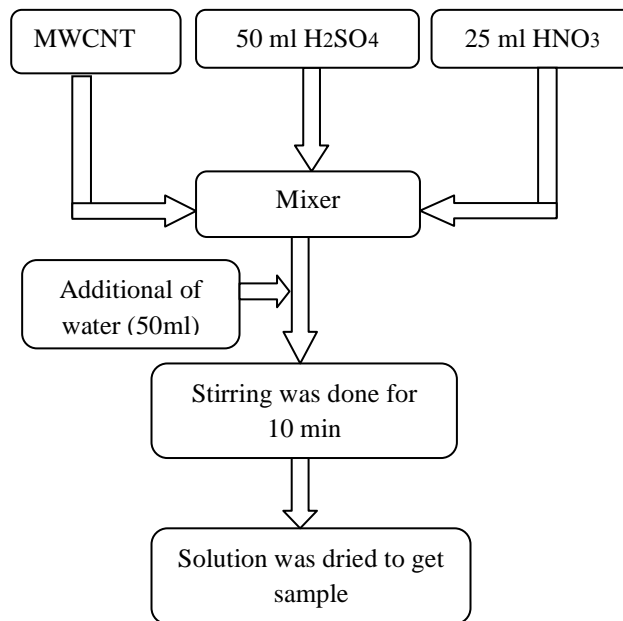 MWCNT
50 ml H2SO4
25 ml HNO3
Mixer
Additional of
water (50ml)
Stirring was done for
10 min
Solution was dried to get
sample